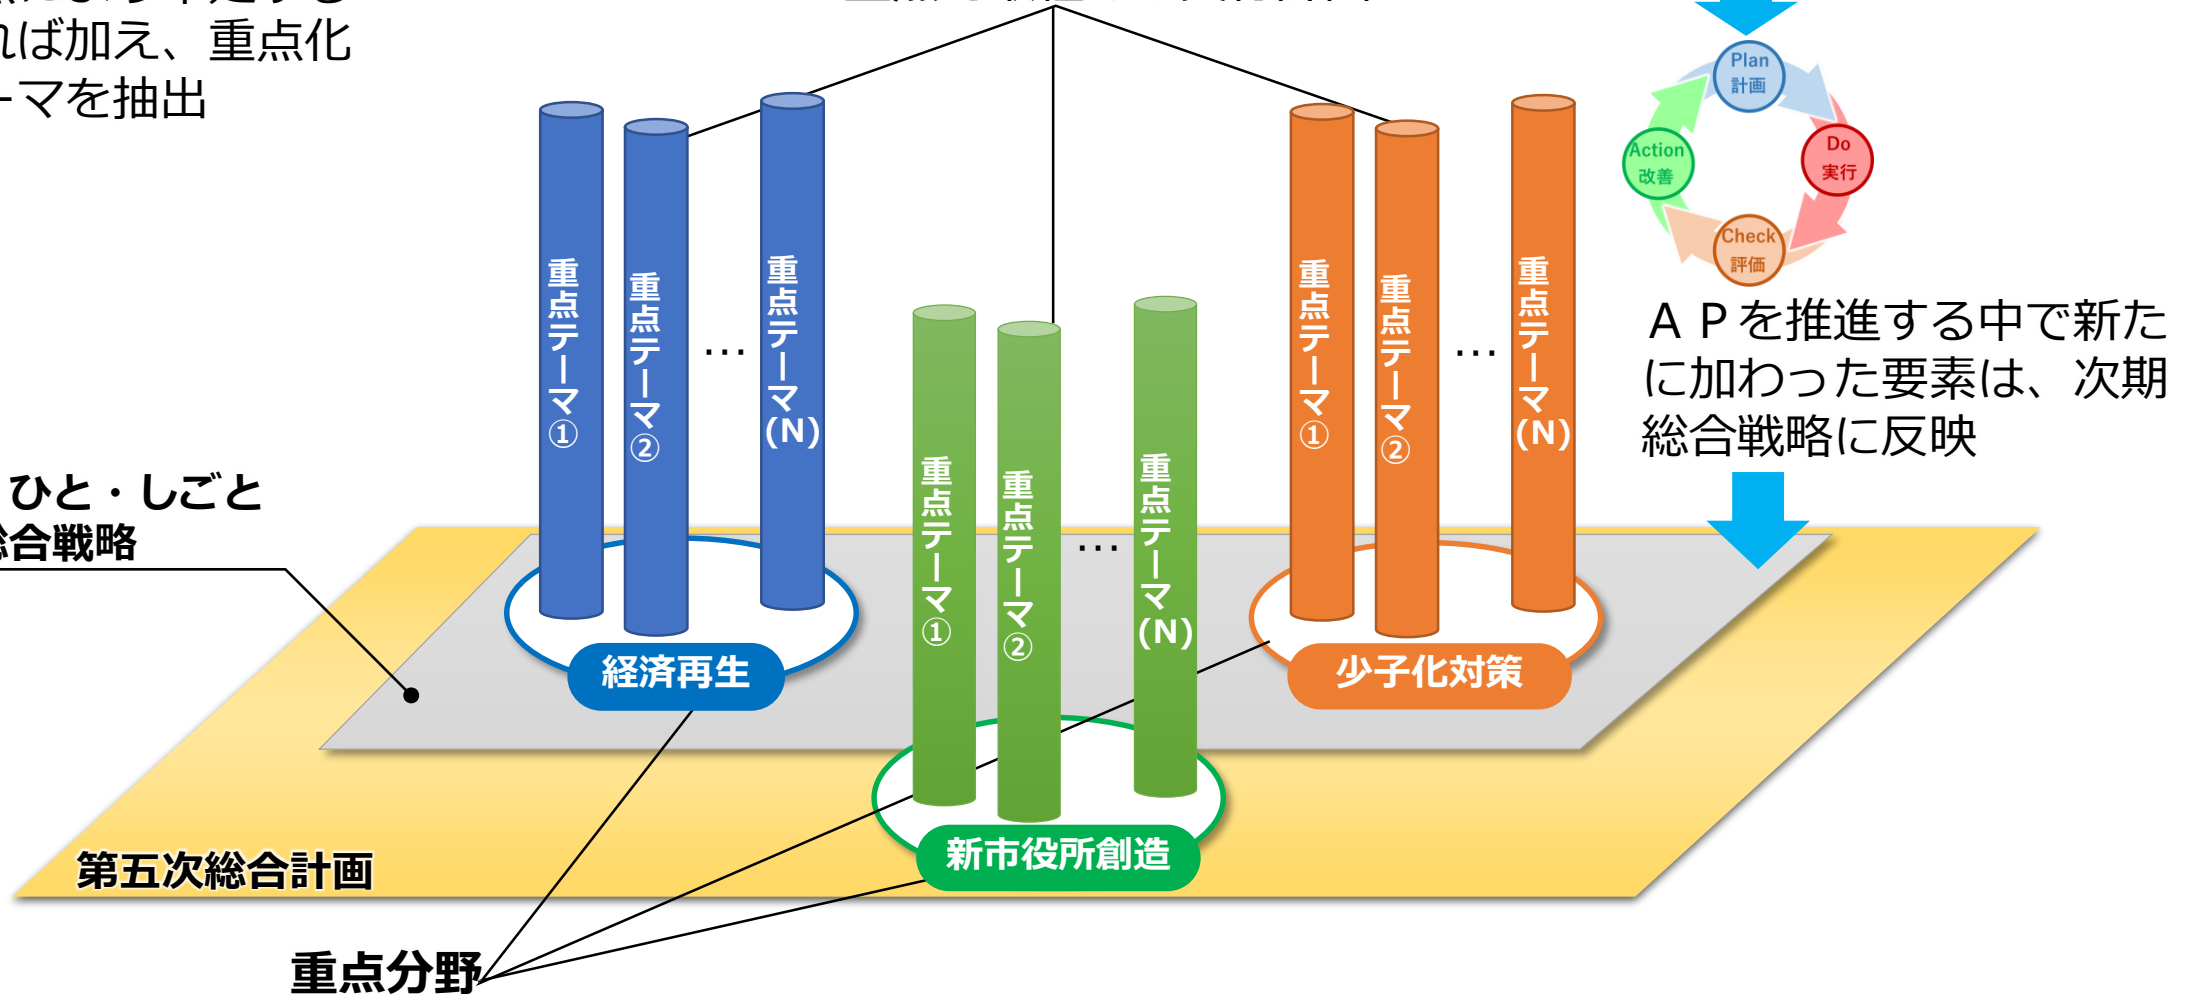 れば加え、重点化
ーマを抽出
Plan
計画
Do
実行
Check
評価
Action
改善
ＡＰを推進する中で新た
に加わった要素は、次期
総合戦略に反映
重点テーマ①
重点テーマ②
…
重点テーマ(N)
重点テーマ①
重点テーマ②
…
重点テーマ(N)
重点テーマ①
重点テーマ②
…
重点テーマ(N)
ひと・しごと
総合戦略
経済再生
少子化対策
新市役所創造
第五次総合計画
重点分野